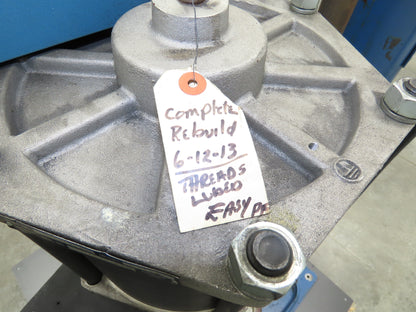 Complete
Rebuild
6-12-13
THREADS
LUBED
EASY